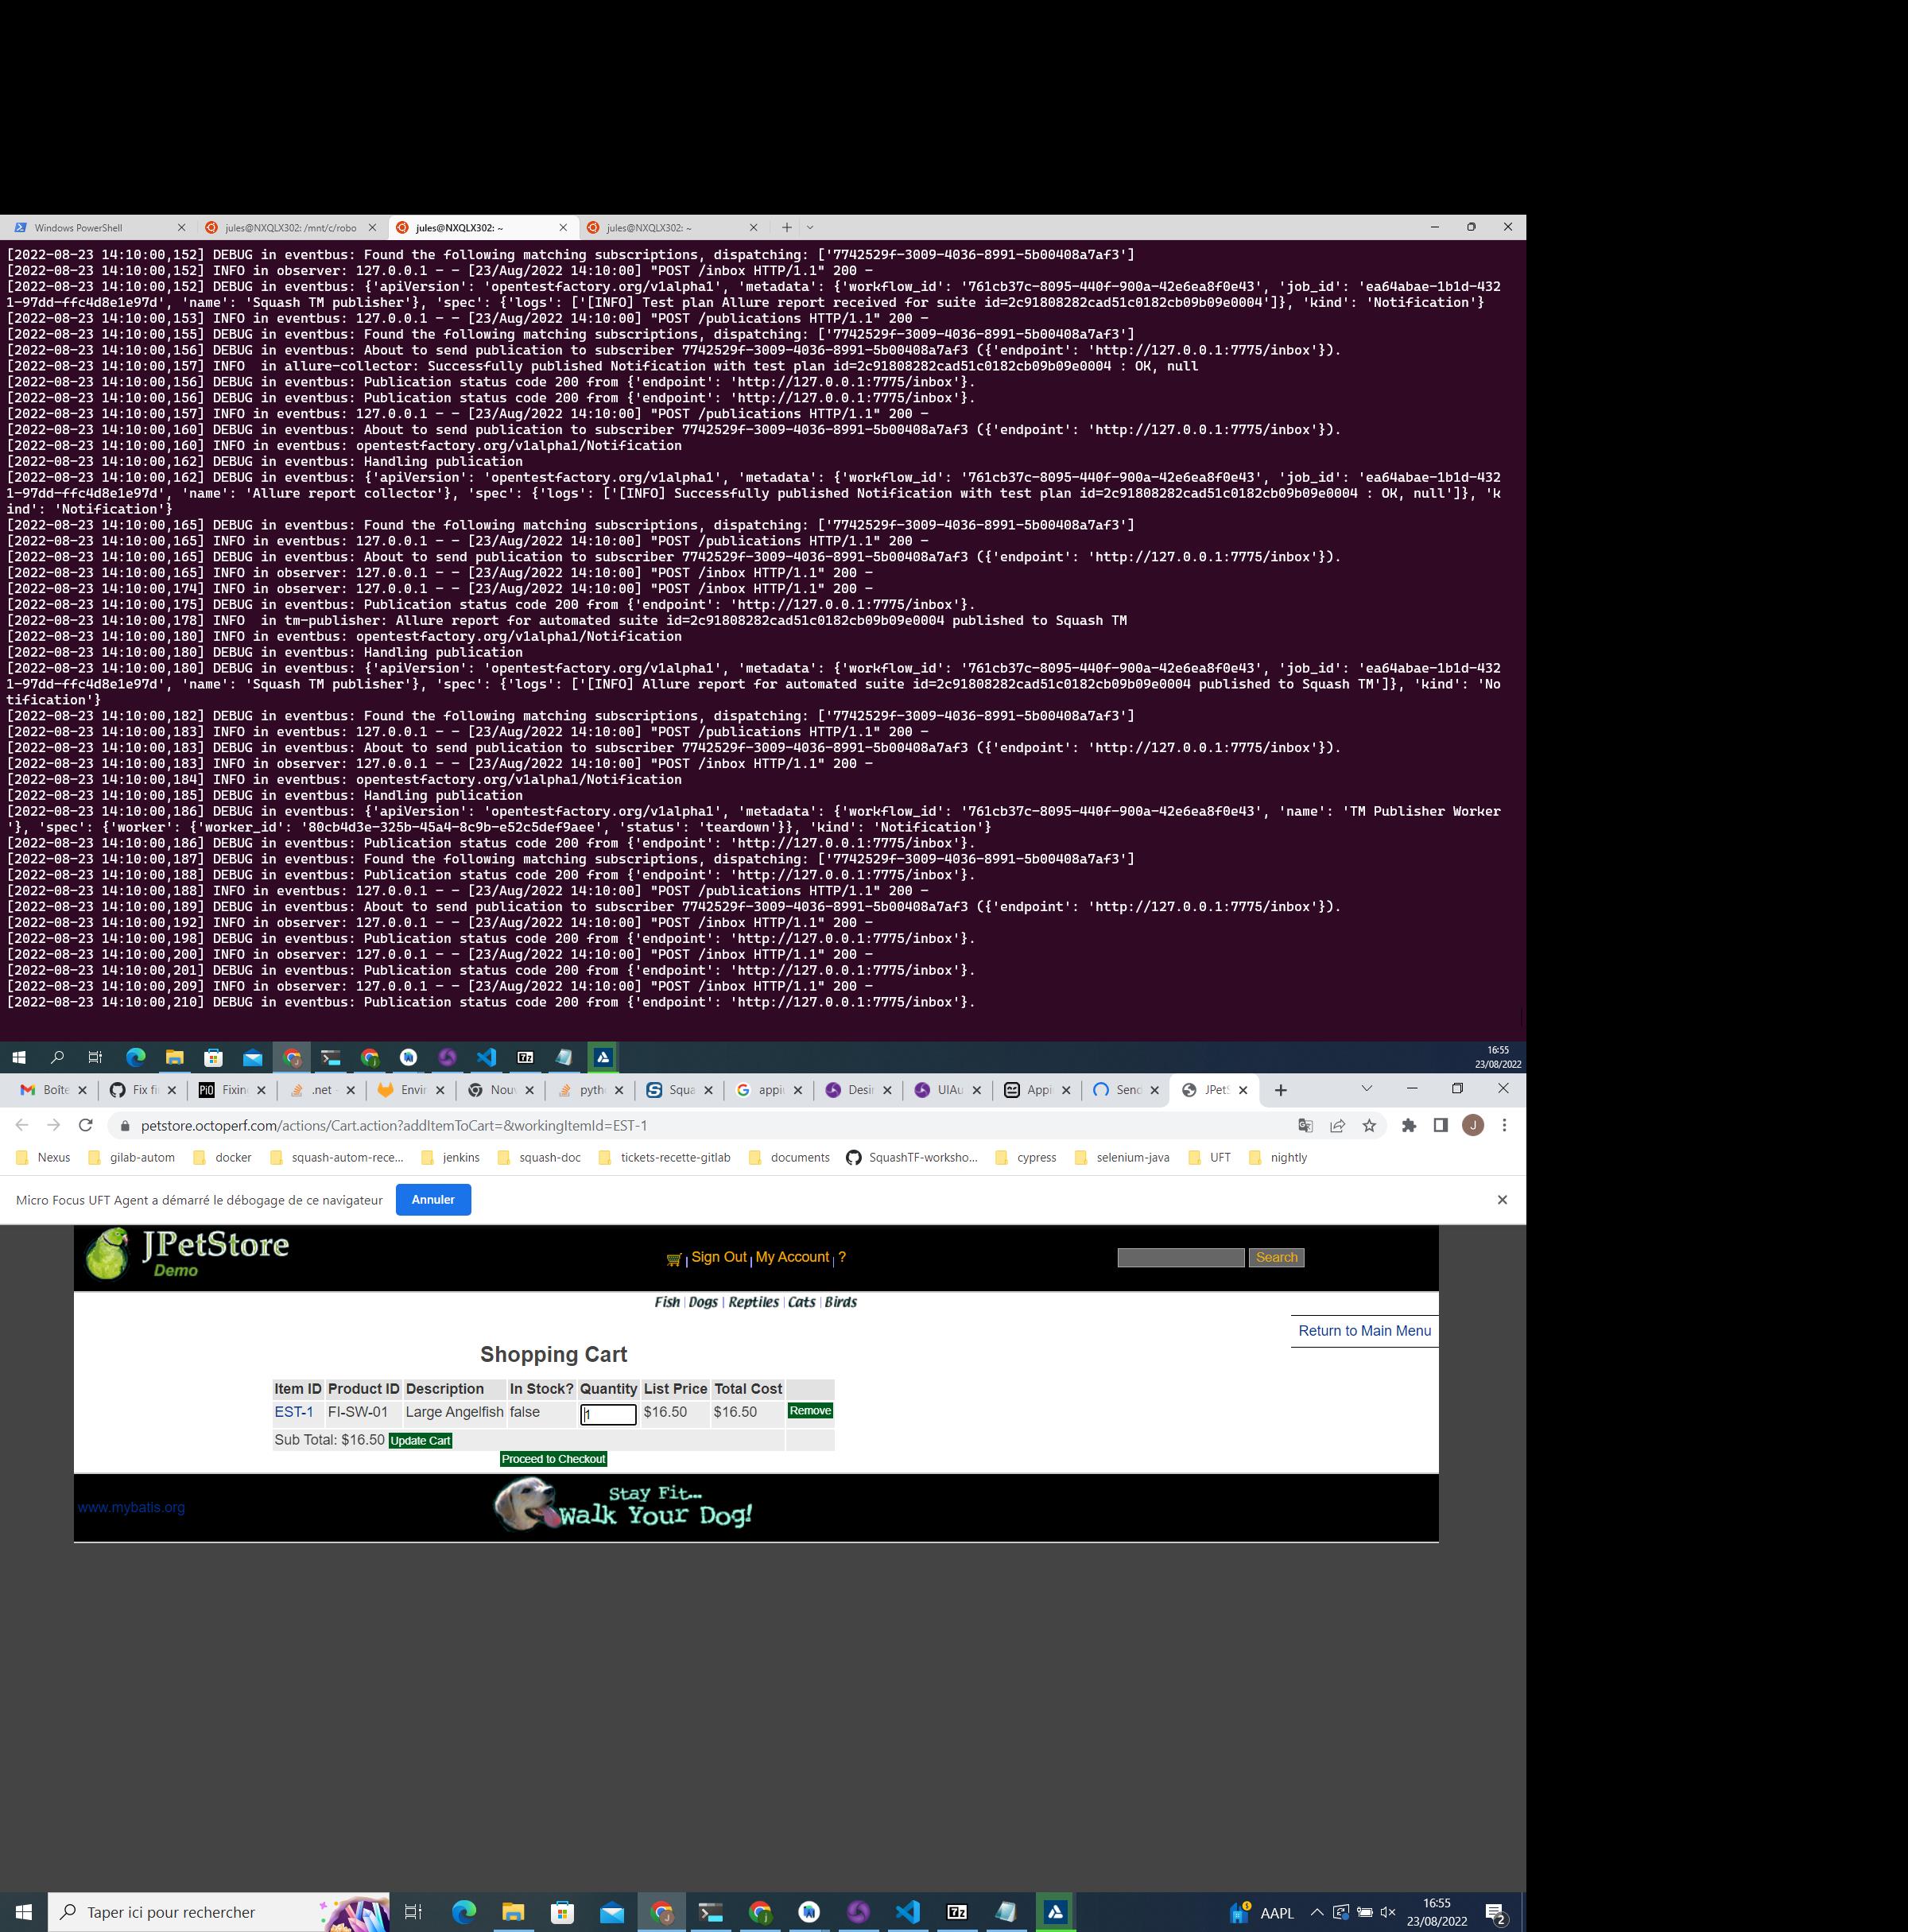 Windows PowerShell
jules@NXQLX302: /mnt/c/robo
jules@NXQLX302: ~
jules@NXQLX302: ~
[2022-08-23 14:10:00,152] DEBUG in eventbus: Found the following matching subscriptions, dispatching: ['7742529f-3009-4036-8991-5b00408a7af3']
[2022-08-23 14:10:00,152] INFO in observer: 127.0.0.1 - - [23/Aug/2022 14:10:00] "POST /inbox HTTP/1.1" 200 -
[2022-08-23 14:10:00,152] DEBUG in eventbus: {'apiVersion': 'opentestfactory.org/v1alpha1', 'metadata': {'workflow_id': '761cb37c-8095-440f-900a-42e6ea8f0e43', 'job_id': 'ea64abae-1b1d-432
1-97dd-ffc4d8e1e97d', 'name': 'Squash TM publisher'}, 'spec': {'logs': ['[INFO] Test plan Allure report received for suite id=2c91808282cad51c0182cb09b09e0004']}, 'kind': 'Notification'}
[2022-08-23 14:10:00,153] INFO in eventbus: 127.0.0.1 - - [23/Aug/2022 14:10:00] "POST /publications HTTP/1.1" 200 -
[2022-08-23 14:10:00,155] DEBUG in eventbus: Found the following matching subscriptions, dispatching: ['7742529f-3009-4036-8991-5b00408a7af3']
[2022-08-23 14:10:00,156] DEBUG in eventbus: About to send publication to subscriber 7742529f-3009-4036-8991-5b00408a7af3 ({'endpoint': 'http://127.0.0.1:7775/inbox'}).
[2022-08-23 14:10:00,157] INFO  in allure-collector: Successfully published Notification with test plan id=2c91808282cad51c0182cb09b09e0004 : OK, null
[2022-08-23 14:10:00,156] DEBUG in eventbus: Publication status code 200 from {'endpoint': 'http://127.0.0.1:7775/inbox'}.
[2022-08-23 14:10:00,156] DEBUG in eventbus: Publication status code 200 from {'endpoint': 'http://127.0.0.1:7775/inbox'}.
[2022-08-23 14:10:00,157] INFO in eventbus: 127.0.0.1 - - [23/Aug/2022 14:10:00] "POST /publications HTTP/1.1" 200 -
[2022-08-23 14:10:00,160] DEBUG in eventbus: About to send publication to subscriber 7742529f-3009-4036-8991-5b00408a7af3 ({'endpoint': 'http://127.0.0.1:7775/inbox'}).
[2022-08-23 14:10:00,160] INFO in eventbus: opentestfactory.org/v1alpha1/Notification
[2022-08-23 14:10:00,162] DEBUG in eventbus: Handling publication
[2022-08-23 14:10:00,162] DEBUG in eventbus: {'apiVersion': 'opentestfactory.org/v1alpha1', 'metadata': {'workflow_id': '761cb37c-8095-440f-900a-42e6ea8f0e43', 'job_id': 'ea64abae-1b1d-432
1-97dd-ffc4d8e1e97d', 'name': 'Allure report collector'}, 'spec': {'logs': ['[INFO] Successfully published Notification with test plan id=2c91808282cad51c0182cb09b09e0004 : OK, null']}, 'k
ind': 'Notification'}
[2022-08-23 14:10:00,165] DEBUG in eventbus: Found the following matching subscriptions, dispatching: ['7742529f-3009-4036-8991-5b00408a7af3']
[2022-08-23 14:10:00,165] INFO in eventbus: 127.0.0.1 - - [23/Aug/2022 14:10:00] "POST /publications HTTP/1.1" 200 -
[2022-08-23 14:10:00,165] DEBUG in eventbus: About to send publication to subscriber 7742529f-3009-4036-8991-5b00408a7af3 ({'endpoint': 'http://127.0.0.1:7775/inbox'}).
[2022-08-23 14:10:00,165] INFO in observer: 127.0.0.1 - - [23/Aug/2022 14:10:00] "POST /inbox HTTP/1.1" 200 -
[2022-08-23 14:10:00,174] INFO in observer: 127.0.0.1 - - [23/Aug/2022 14:10:00] "POST /inbox HTTP/1.1" 200 -
[2022-08-23 14:10:00,175] DEBUG in eventbus: Publication status code 200 from {'endpoint': 'http://127.0.0.1:7775/inbox'}.
[2022-08-23 14:10:00,178] INFO  in tm-publisher: Allure report for automated suite id=2c91808282cad51c0182cb09b09e0004 published to Squash TM
[2022-08-23 14:10:00,180] INFO in eventbus: opentestfactory.org/v1alpha1/Notification
[2022-08-23 14:10:00,180] DEBUG in eventbus: Handling publication
[2022-08-23 14:10:00,180] DEBUG in eventbus: {'apiVersion': 'opentestfactory.org/v1alpha1', 'metadata': {'workflow_id': '761cb37c-8095-440f-900a-42e6ea8f0e43', 'job_id': 'ea64abae-1b1d-432
1-97dd-ffc4d8e1e97d', 'name': 'Squash TM publisher'}, 'spec': {'logs': ['[INFO] Allure report for automated suite id=2c91808282cad51c0182cb09b09e0004 published to Squash TM']}, 'kind': 'No
tification'}
[2022-08-23 14:10:00,182] DEBUG in eventbus: Found the following matching subscriptions, dispatching: ['7742529f-3009-4036-8991-5b00408a7af3']
[2022-08-23 14:10:00,183] INFO in eventbus: 127.0.0.1 - - [23/Aug/2022 14:10:00] "POST /publications HTTP/1.1" 200 -
[2022-08-23 14:10:00,183] DEBUG in eventbus: About to send publication to subscriber 7742529f-3009-4036-8991-5b00408a7af3 ({'endpoint': 'http://127.0.0.1:7775/inbox'}).
[2022-08-23 14:10:00,183] INFO in observer: 127.0.0.1 - - [23/Aug/2022 14:10:00] "POST /inbox HTTP/1.1" 200 -
[2022-08-23 14:10:00,184] INFO in eventbus: opentestfactory.org/v1alpha1/Notification
[2022-08-23 14:10:00,185] DEBUG in eventbus: Handling publication
[2022-08-23 14:10:00,186] DEBUG in eventbus: {'apiVersion': 'opentestfactory.org/v1alpha1', 'metadata': {'workflow_id': '761cb37c-8095-440f-900a-42e6ea8f0e43', 'name': 'TM Publisher Worker
'}, 'spec': {'worker': {'worker_id': '80cb4d3e-325b-45a4-8c9b-e52c5def9aee', 'status': 'teardown'}}, 'kind': 'Notification'}
[2022-08-23 14:10:00,186] DEBUG in eventbus: Publication status code 200 from {'endpoint': 'http://127.0.0.1:7775/inbox'}.
[2022-08-23 14:10:00,187] DEBUG in eventbus: Found the following matching subscriptions, dispatching: ['7742529f-3009-4036-8991-5b00408a7af3']
[2022-08-23 14:10:00,188] DEBUG in eventbus: Publication status code 200 from {'endpoint': 'http://127.0.0.1:7775/inbox'}.
[2022-08-23 14:10:00,188] INFO in eventbus: 127.0.0.1 - - [23/Aug/2022 14:10:00] "POST /publications HTTP/1.1" 200 -
[2022-08-23 14:10:00,189] DEBUG in eventbus: About to send publication to subscriber 7742529f-3009-4036-8991-5b00408a7af3 ({'endpoint': 'http://127.0.0.1:7775/inbox'}).
[2022-08-23 14:10:00,192] INFO in observer: 127.0.0.1 - - [23/Aug/2022 14:10:00] "POST /inbox HTTP/1.1" 200 -
[2022-08-23 14:10:00,198] DEBUG in eventbus: Publication status code 200 from {'endpoint': 'http://127.0.0.1:7775/inbox'}.
[2022-08-23 14:10:00,200] INFO in observer: 127.0.0.1 - - [23/Aug/2022 14:10:00] "POST /inbox HTTP/1.1" 200 -
[2022-08-23 14:10:00,201] DEBUG in eventbus: Publication status code 200 from {'endpoint': 'http://127.0.0.1:7775/inbox'}.
[2022-08-23 14:10:00,209] INFO in observer: 127.0.0.1 - - [23/Aug/2022 14:10:00] "POST /inbox HTTP/1.1" 200 -
[2022-08-23 14:10:00,210] DEBUG in eventbus: Publication status code 200 from {'endpoint': 'http://127.0.0.1:7775/inbox'}.
16:55
23/08/2022
Boîte Fix fi Fixin .net - Envir Nouv pyth Squa appi Desir UIAu Appi Send JPetS
petstore.octoperf.com/actions/Cart.action?addItemToCart=&workingItemId=EST-1
J
Nexus gilab-autom docker squash-autom-rece... jenkins squash-doc tickets-recette-gitlab documents SquashTF-worksho... cypress selenium-java UFT nightly
Micro Focus UFT Agent a démarré le débogage de ce navigateur Annuler
JPetStore
Demo
Sign Out | My Account | ?
Search
Fish | Dogs | Reptiles | Cats | Birds
Return to Main Menu
Shopping Cart
Item ID Product ID Description In Stock? Quantity List Price Total Cost
EST-1 FI-SW-01 Large Angelfish false 1 $16.50 $16.50 Remove
Sub Total: $16.50 Update Cart
Proceed to Checkout
www.mybatis.org
Stay Fit...
Walk Your Dog!
Taper ici pour rechercher
AAPL
16:55
23/08/2022
2